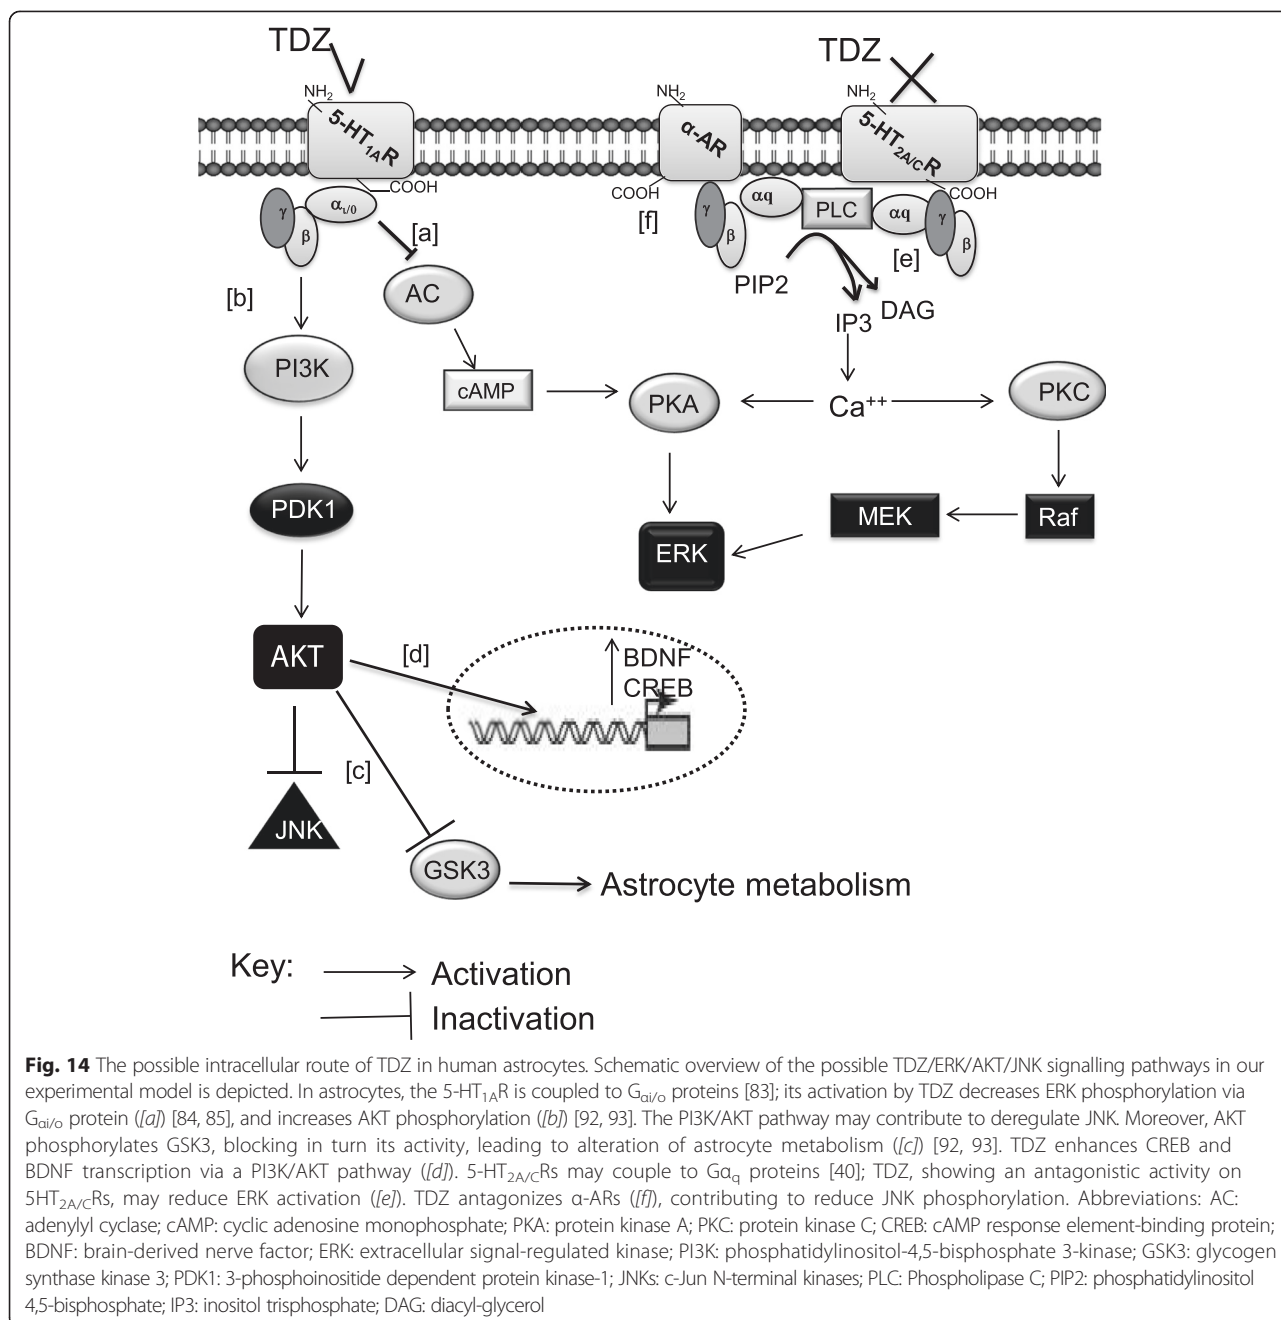 TDZ
TDZ
NH2
NH2
NH2
5-HT1AR
α-AR
5-HT2A/CR
COOH
COOH
COOH
γ
β
αι/0
[a]
[f]
γ
β
αq
PLC
αq
γ
β
[e]
[b]
AC
PIP2
IP3
DAG
PI3K
cAMP
PKA
Ca++
PKC
PDK1
ERK
MEK
Raf
AKT
[d]
BDNF
CREB
[c]
JNK
GSK3
Astrocyte metabolism
Key:
Activation
Inactivation
Fig. 14 The possible intracellular route of TDZ in human astrocytes. Schematic overview of the possible TDZ/ERK/AKT/JNK signalling pathways in our
experimental model is depicted. In astrocytes, the 5-HT1AR is coupled to Gαi/o proteins [83]; its activation by TDZ decreases ERK phosphorylation via
Gαi/o protein ([a]) [84, 85], and increases AKT phosphorylation ([b]) [92, 93]. The PI3K/AKT pathway may contribute to deregulate JNK. Moreover, AKT
phosphorylates GSK3, blocking in turn its activity, leading to alteration of astrocyte metabolism ([c]) [92, 93]. TDZ enhances CREB and
BDNF transcription via a PI3K/AKT pathway ([d]). 5-HT2A/CRs may couple to Gαq proteins [40]; TDZ, showing an antagonistic activity on
5HT2A/CRs, may reduce ERK activation ([e]). TDZ antagonizes α-ARs ([f]), contributing to reduce JNK phosphorylation. Abbreviations: AC:
adenylyl cyclase; cAMP: cyclic adenosine monophosphate; PKA: protein kinase A; PKC: protein kinase C; CREB: cAMP response element-binding protein;
BDNF: brain-derived nerve factor; ERK: extracellular signal-regulated kinase; PI3K: phosphatidylinositol-4,5-bisphosphate 3-kinase; GSK3: glycogen
synthase kinase 3; PDK1: 3-phosphoinositide dependent protein kinase-1; JNKs: c-Jun N-terminal kinases; PLC: Phospholipase C; PIP2: phosphatidylinositol
4,5-bisphosphate; IP3: inositol trisphosphate; DAG: diacyl-glycerol